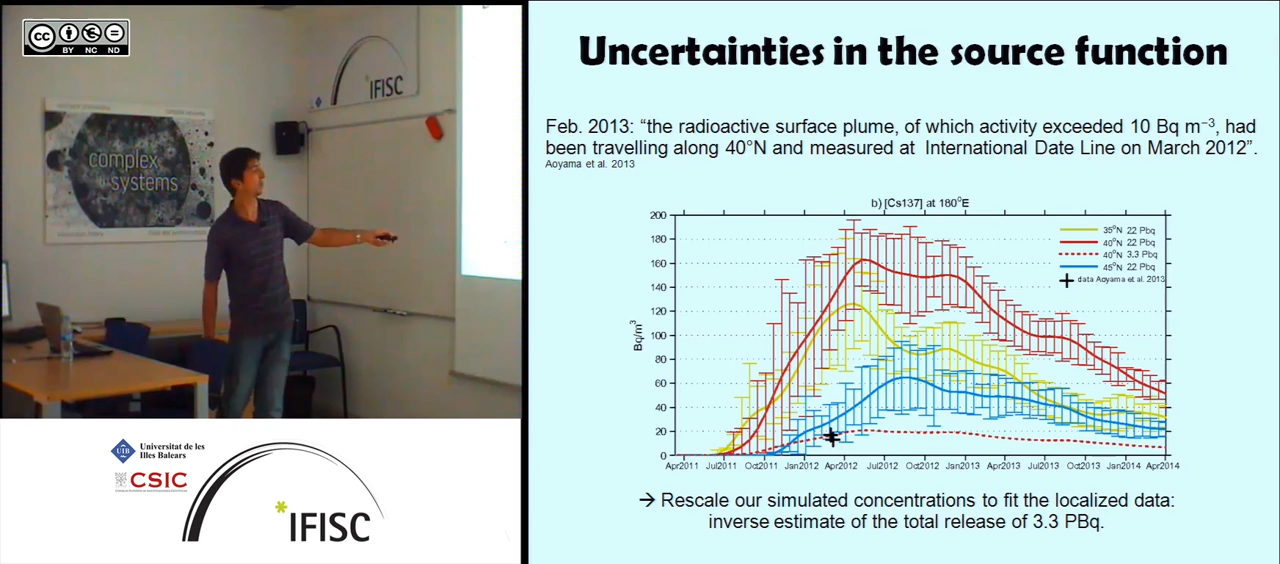 cc
BY NC ND
complex
systems
*IFISC
Universitat de les
Illes Balears
UIB
CSIC
*IFISC
Uncertainties in the source function
Feb. 2013: “the radioactive surface plume, of which activity exceeded 10 Bq m⁻³, had
been travelling along 40°N and measured at International Date Line on March 2012”.
Aoyama et al. 2013
b) [Cs137] at 180°E
200
180
160
140
120
100
80
60
40
20
0
Bq/m³
35°N 22 Pbq
40°N 22 Pbq
40°N 3.3 Pbq
45°N 22 Pbq
data Aoyama et al. 2013
Apr2011 Jul2011 Oct2011 Jan2012 Apr2012 Jul2012 Oct2012 Jan2013 Apr2013 Jul2013 Oct2013 Jan2014 Apr2014
→ Rescale our simulated concentrations to fit the localized data:
inverse estimate of the total release of 3.3 PBq.